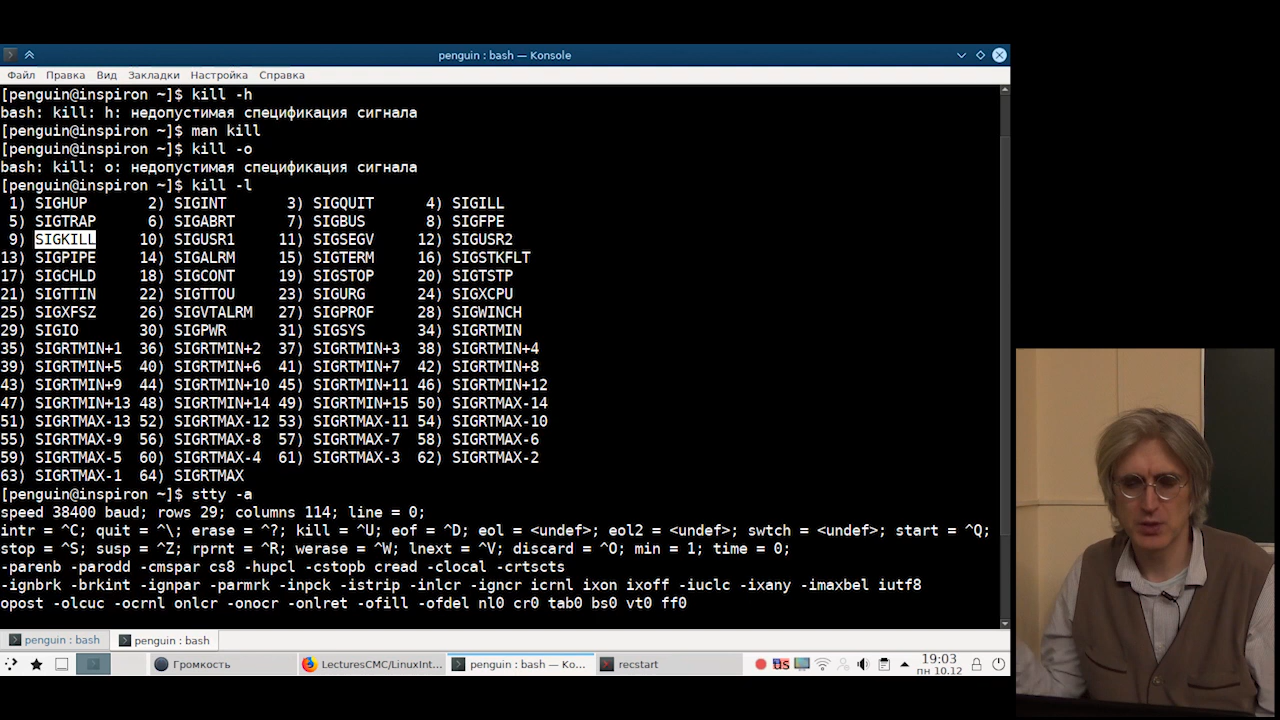 penguin : bash — Konsole
Файл Правка Вид Закладки Настройка Справка
[penguin@inspiron ~]$ kill -h
bash: kill: h: недопустимая спецификация сигнала
[penguin@inspiron ~]$ man kill
[penguin@inspiron ~]$ kill -o
bash: kill: o: недопустимая спецификация сигнала
[penguin@inspiron ~]$ kill -l
1) SIGHUP 2) SIGINT 3) SIGQUIT 4) SIGILL
5) SIGTRAP 6) SIGABRT 7) SIGBUS 8) SIGFPE
9) SIGKILL 10) SIGUSR1 11) SIGSEGV 12) SIGUSR2
13) SIGPIPE 14) SIGALRM 15) SIGTERM 16) SIGSTKFLT
17) SIGCHLD 18) SIGCONT 19) SIGSTOP 20) SIGTSTP
21) SIGTTIN 22) SIGTTOU 23) SIGURG 24) SIGXCPU
25) SIGXFSZ 26) SIGVTALRM 27) SIGPROF 28) SIGWINCH
29) SIGIO 30) SIGPWR 31) SIGSYS 34) SIGRTMIN
35) SIGRTMIN+1 36) SIGRTMIN+2 37) SIGRTMIN+3 38) SIGRTMIN+4
39) SIGRTMIN+5 40) SIGRTMIN+6 41) SIGRTMIN+7 42) SIGRTMIN+8
43) SIGRTMIN+9 44) SIGRTMIN+10 45) SIGRTMIN+11 46) SIGRTMIN+12
47) SIGRTMIN+13 48) SIGRTMIN+14 49) SIGRTMIN+15 50) SIGRTMAX-14
51) SIGRTMAX-13 52) SIGRTMAX-12 53) SIGRTMAX-11 54) SIGRTMAX-10
55) SIGRTMAX-9 56) SIGRTMAX-8 57) SIGRTMAX-7 58) SIGRTMAX-6
59) SIGRTMAX-5 60) SIGRTMAX-4 61) SIGRTMAX-3 62) SIGRTMAX-2
63) SIGRTMAX-1 64) SIGRTMAX
[penguin@inspiron ~]$ stty -a
speed 38400 baud; rows 29; columns 114; line = 0;
intr = ^C; quit = ^\; erase = ^?; kill = ^U; eof = ^D; eol = <undef>; eol2 = <undef>; swtch = <undef>; start = ^Q;
stop = ^S; susp = ^Z; rprnt = ^R; werase = ^W; lnext = ^V; discard = ^O; min = 1; time = 0;
-parenb -parodd -cmspar cs8 -hupcl -cstopb cread -clocal -crtscts
-ignbrk -brkint -ignpar -parmrk -inpck -istrip -inlcr -igncr icrnl ixon ixoff -iuclc -ixany -imaxbel iutf8
opost -olcuc -ocrnl onlcr -onocr -onlret -ofill -ofdel nl0 cr0 tab0 bs0 vt0 ff0
penguin : bash penguin : bash
Громкость LecturesCMC/LinuxInt... penguin : bash — Ko... recstart US 19:03
пн 10.12